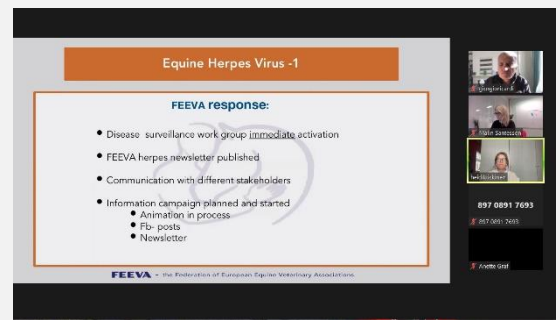 Equine Herpes Virus -1
FEEVA response:
• Disease surveillance work group immediate activation
• FEEVA herpes newsletter published
• Communication with different stakeholders
• Information campaign planned and started
• Animation in process
• Fb- posts
• Newsletter
FEEVA - the Federation of European Equine Veterinary Associations
897 0891 7693
897 0891 7693
Anette Graf